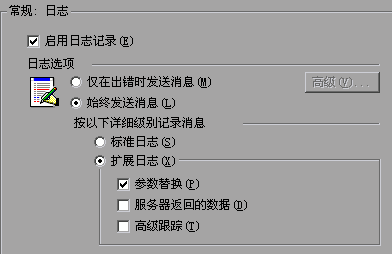 常规: 日志
启用日志记录(E)
日志选项
仅在出错时发送消息(M)
高级(V)...
始终发送消息(L)
按以下详细级别记录消息
标准日志(S)
扩展日志(X)
参数替换(P)
服务器返回的数据(D)
高级跟踪(T)